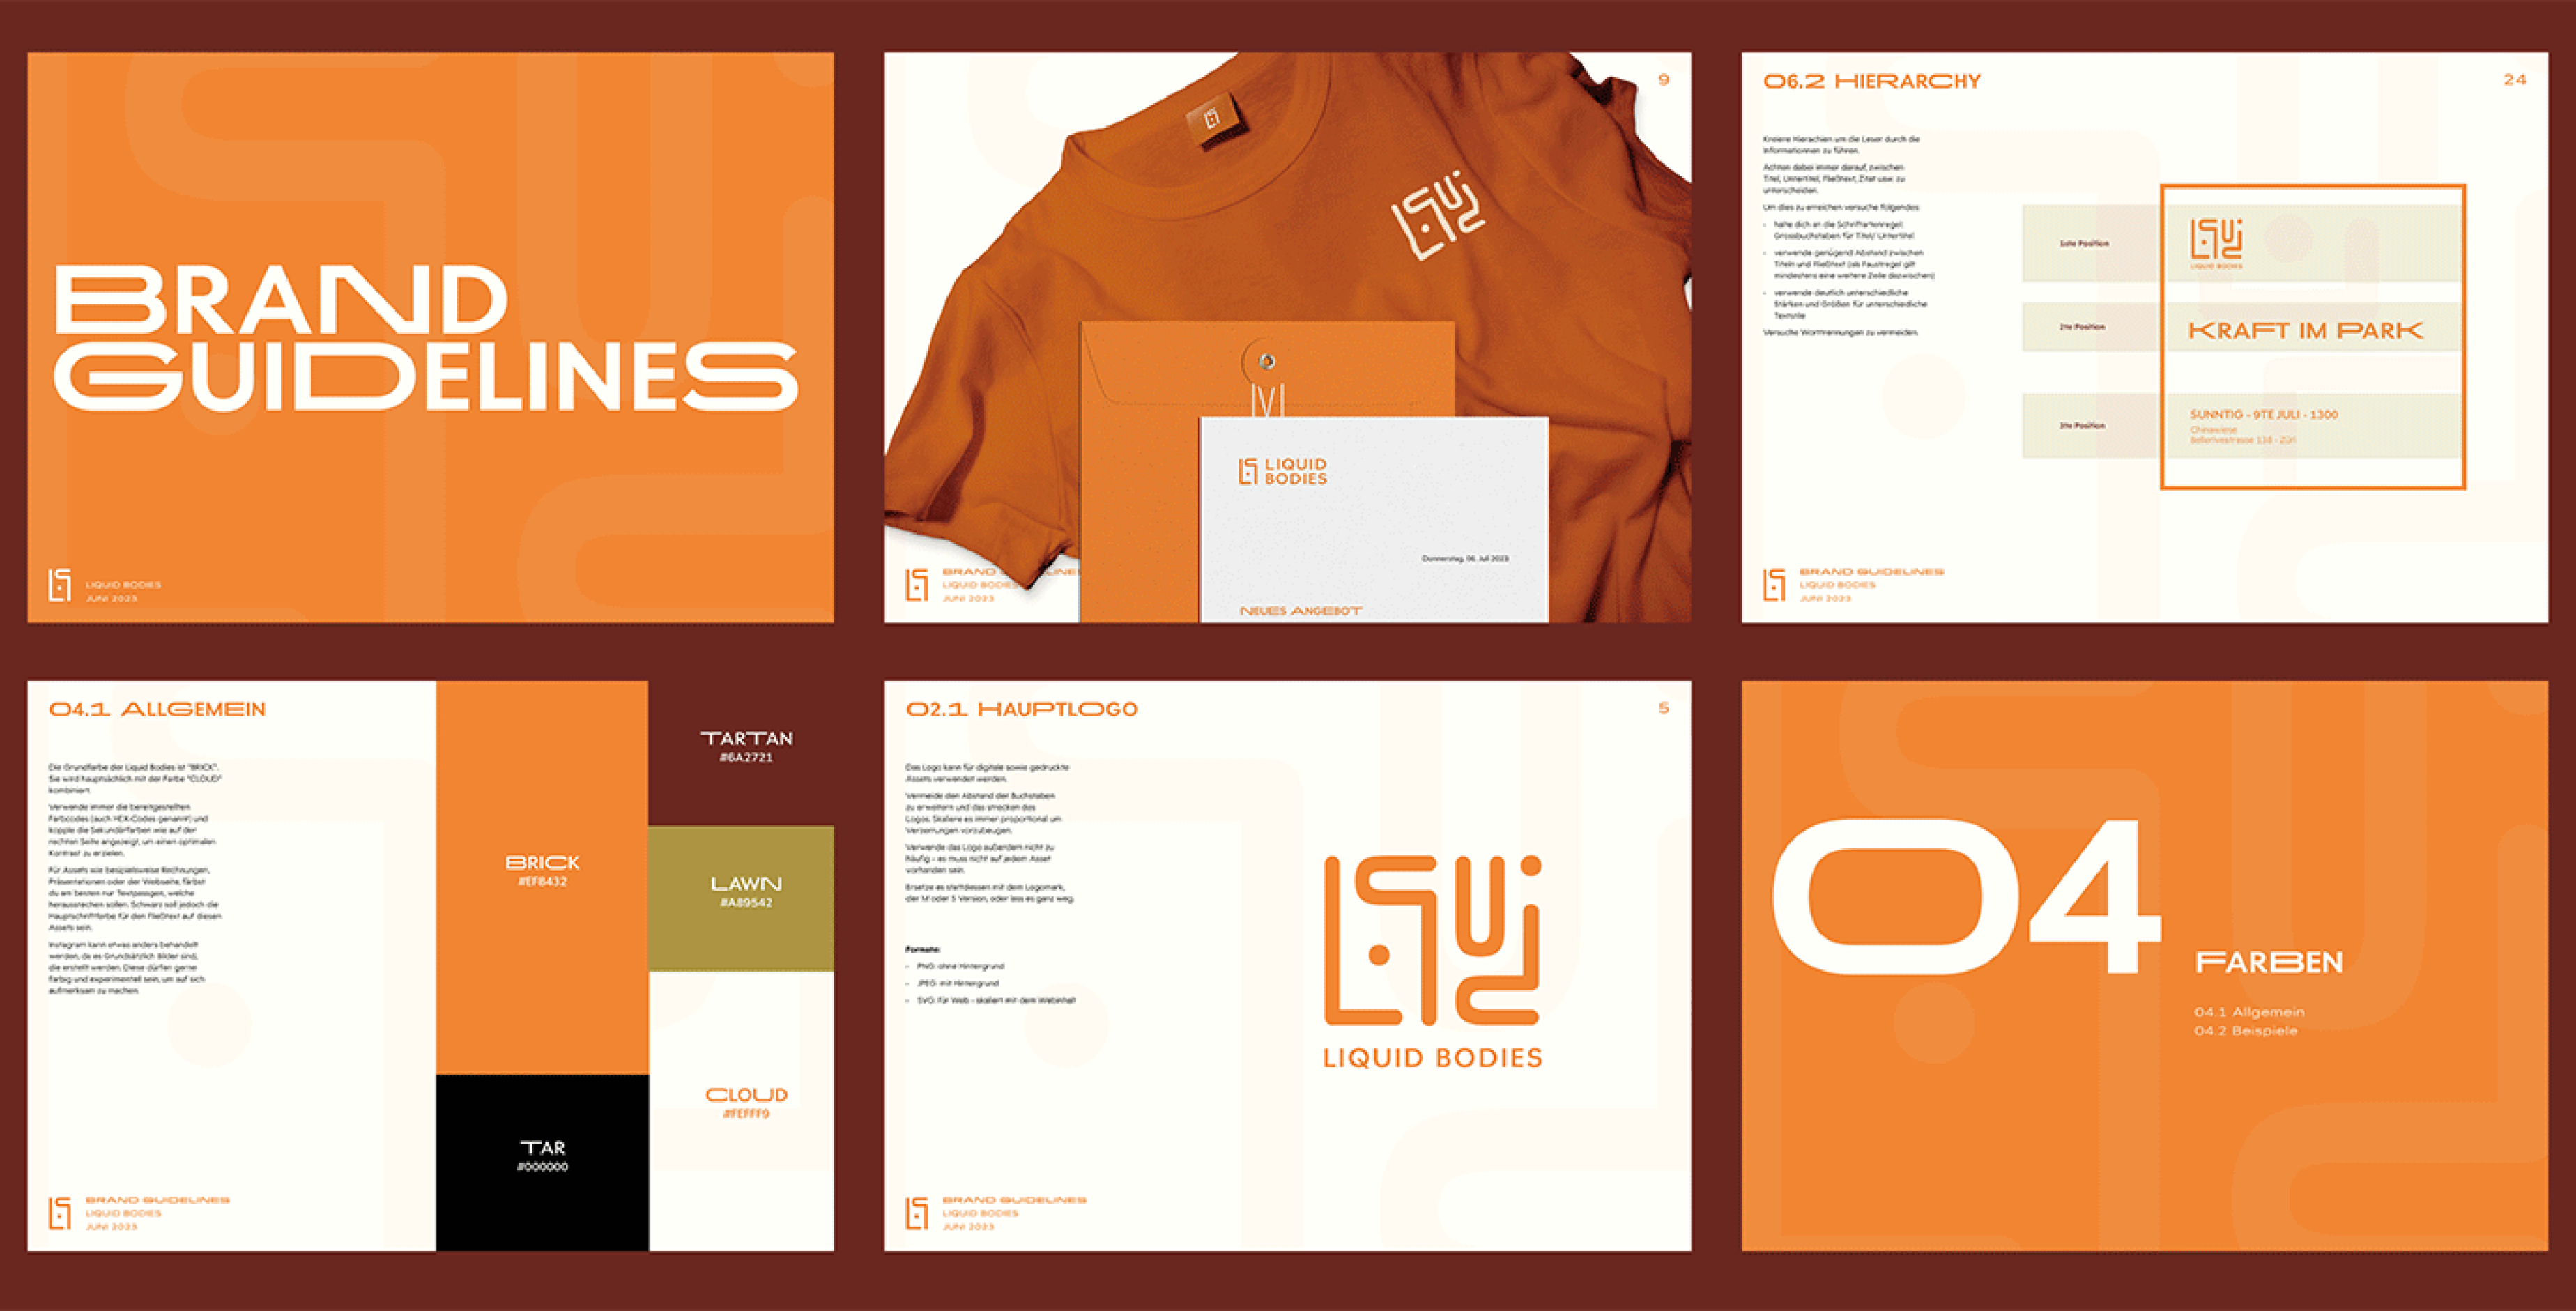 BRAND
GUIDELINES
LIQUID BODIES
JUNI 2023
9
LIQUID
BODIES
Donnerstag, 06. Juli 2023
NEUES ANGEBOT
BRAND
LIQUID BODIES
JUNI 2023
06.2 HIERARCHY
24
Kreiere Hierachien um die Leser durch die
Informationen zu führen.
Achten dabei immer darauf, zwischen
Titel, Untertitel, Fließtext, Zitat usw. zu
unterscheiden.
Um dies zu erreichen versuche folgendes:
- halte dich an die Schriftartenregel:
Grossbuchstaben für Titel/ Untertitel
- verwende genügend Abstand zwischen
Titeln und Fließtext (als Faustregel gilt
mindestens eine weitere Zeile dazwischen)
- verwende deutlich unterschiedliche
Stärken und Größen für unterschiedliche
Textstile
Versuche Worttrennungen zu vermeiden.
1ste Position
LIQUID BODIES
2te Position
KRAFT IM PARK
3te Position
SUNNTIG - 9TE JULI - 1300
Chinawiese
Bellerivestrasse 138 - Züri
BRAND GUIDELINES
LIQUID BODIES
JUNI 2023
04.1 ALLGEMEIN
Die Grundfarbe der Liquid Bodies ist "BRICK".
Sie wird hauptsächlich mit der Farbe "CLOUD"
kombiniert.
Verwende immer die bereitgestellten
Farbcodes (auch HEX-Codes genannt) und
kopple die Sekundärfarben wie auf der
rechten Seite angezeigt, um einen optimalen
Kontrast zu erzielen.
Für Assets wie beispielsweise Rechnungen,
Präsentationen oder der Webseite, färbst
du am besten nur Textpassgen, welche
herausstechen sollen. Schwarz soll jedoch die
Hauptschriftfarbe für den Fließtext auf diesen
Assets sein.
Instagram kann etwas anders behandelt
werden, da es Grundsätzlich Bilder sind,
die erstellt werden. Diese dürfen gerne
farbig und experimentell sein, um auf sich
aufmerksam zu machen.
BRICK
#EF8432
TAR
#000000
TARTAN
#6A2721
LAWN
#A89542
CLOUD
#FEFFF9
BRAND GUIDELINES
LIQUID BODIES
JUNI 2023
02.1 HAUPTLOGO
5
Das Logo kann für digitale sowie gedruckte
Assets verwendet werden.
Vermeide den Abstand der Buchstaben
zu erweitern und das strecken des
Logos. Skaliere es immer proportional um
Verzerrungen vorzubeugen.
Verwende das Logo außerdem nicht zu
häufig - es muss nicht auf jedem Asset
vorhanden sein.
Ersetze es stattdessen mit dem Logomark,
der M oder S Version, oder lass es ganz weg.
Formate:
- PNG: ohne Hintergrund
- JPEG: mit Hintergrund
- SVG: für Web - skaliert mit dem Webinhalt
LIQUID BODIES
BRAND GUIDELINES
LIQUID BODIES
JUNI 2023
04
FARBEN
04.1 Allgemein
04.2 Beispiele